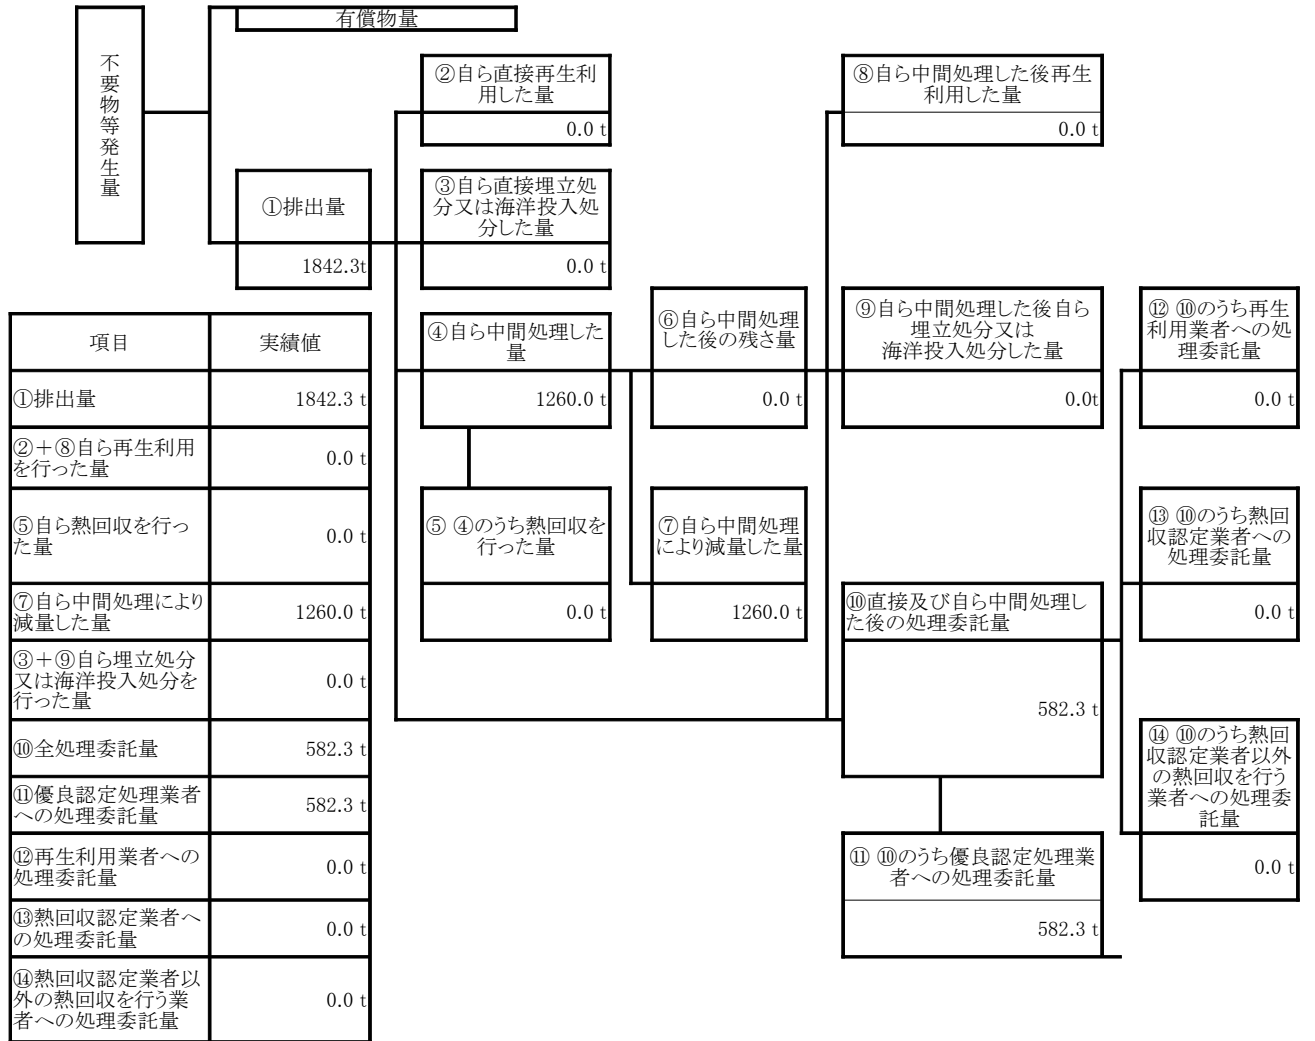 有償物量
不要物等発生量
②自ら直接再生利
用した量
0.0 t
⑧自ら中間処理した後再生
利用した量
0.0 t
①排出量
1842.3t
③自ら直接埋立処
分又は海洋投入処
分した量
0.0 t
④自ら中間処理した
量
1260.0 t
⑥自ら中間処理
した後の残さ量
0.0 t
⑨自ら中間処理した後自ら
埋立処分又は
海洋投入処分した量
0.0t
⑫ ⑩のうち再生
利用業者への処
理委託量
0.0 t
⑤ ④のうち熱回収を
行った量
0.0 t
⑦自ら中間処理
により減量した量
1260.0 t
⑬ ⑩のうち熱回
収認定業者への
処理委託量
0.0 t
⑩直接及び自ら中間処理し
た後の処理委託量
582.3 t
⑭ ⑩のうち熱回
収認定業者以外
の熱回収を行う
業者への処理委
託量
0.0 t
⑪ ⑩のうち優良認定処理業
者への処理委託量
582.3 t
項目 実績値
①排出量 1842.3 t
②+⑧自ら再生利用
を行った量
0.0 t
⑤自ら熱回収を行っ
た量
0.0 t
⑦自ら中間処理により
減量した量
1260.0 t
③+⑨自ら埋立処分
又は海洋投入処分を
行った量
0.0 t
⑩全処理委託量 582.3 t
⑪優良認定処理業者
への処理委託量
582.3 t
⑫再生利用業者への
処理委託量
0.0 t
⑬熱回収認定業者へ
の処理委託量
0.0 t
⑭熱回収認定業者以
外の熱回収を行う業
者への処理委託量
0.0 t